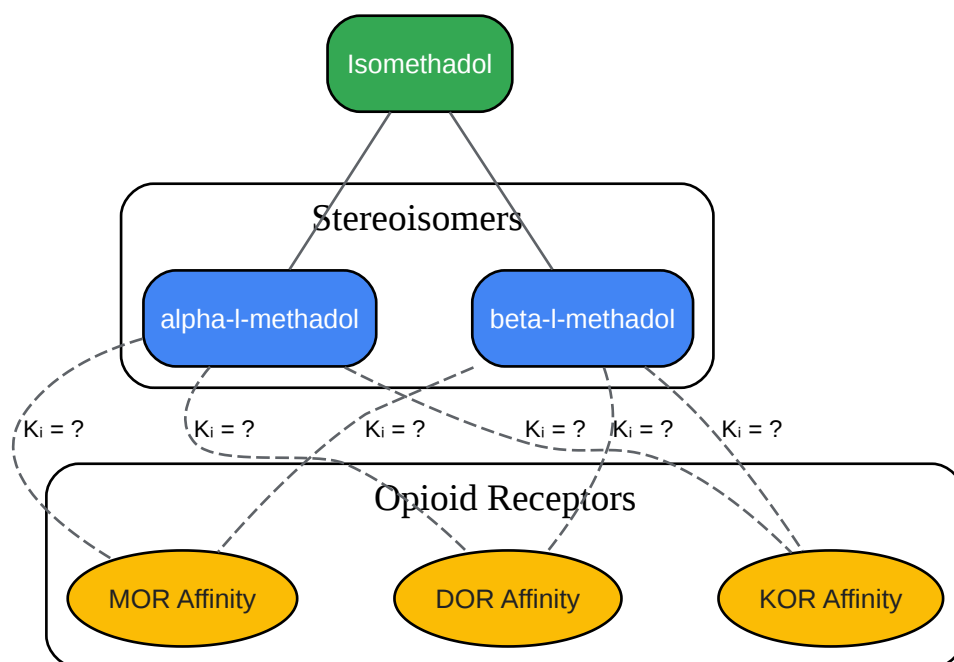 Isomethadol
Stereoisomers
alpha-l-methadol
beta-l-methadol
Kᵢ = ?
Kᵢ = ?
Kᵢ = ?
Kᵢ = ?
Kᵢ = ?
Kᵢ = ?
Opioid Receptors
MOR Affinity
DOR Affinity
KOR Affinity